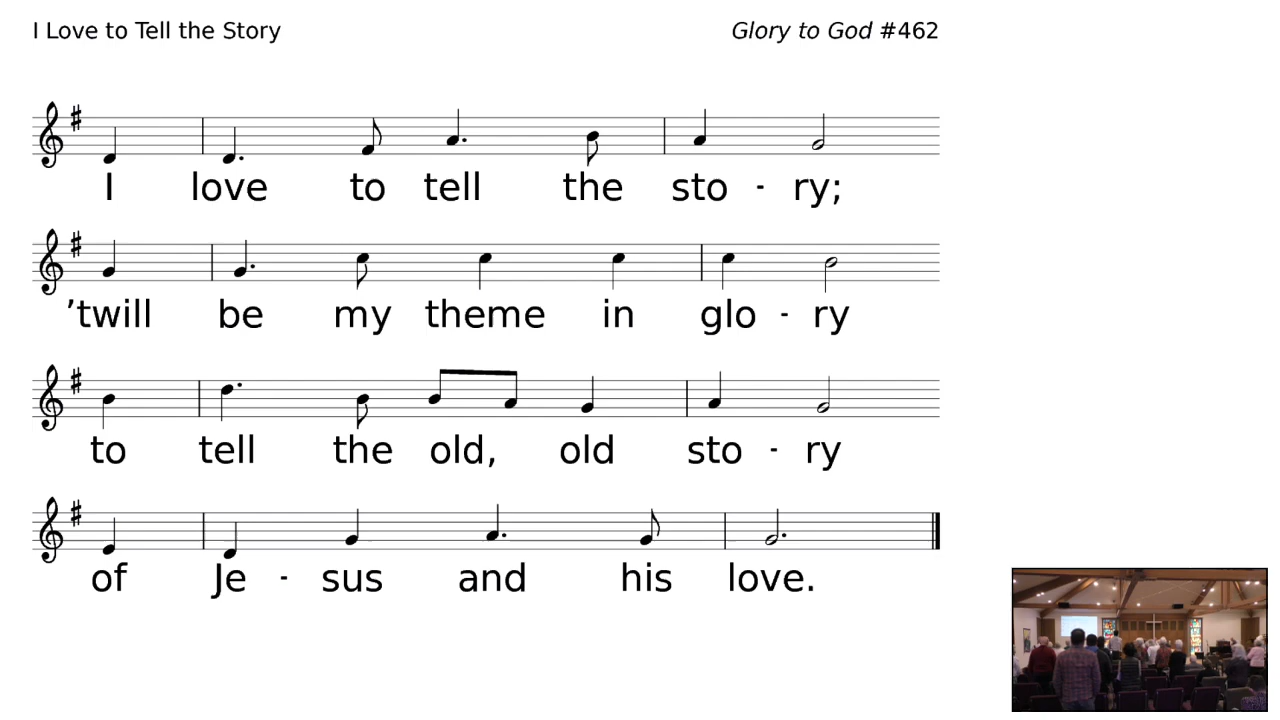 I Love to Tell the Story
Glory to God #462
I love to tell the sto - ry;
’twill be my theme in glo - ry
to tell the old, old sto - ry
of Je - sus and his love.